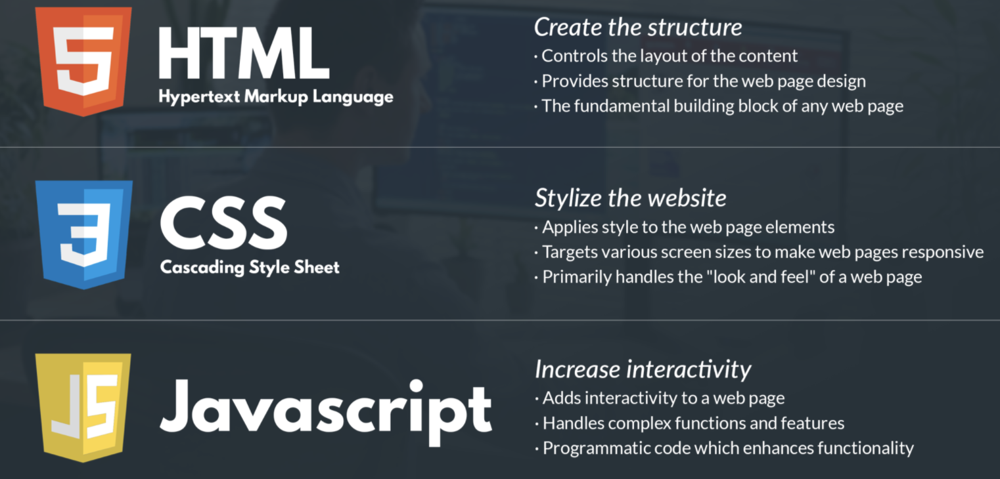 5
HTML
Hypertext Markup Language
Create the structure
· Controls the layout of the content
· Provides structure for the web page design
· The fundamental building block of any web page
3
CSS
Cascading Style Sheet
Stylize the website
· Applies style to the web page elements
· Targets various screen sizes to make web pages responsive
· Primarily handles the "look and feel" of a web page
JS
Javascript
Increase interactivity
· Adds interactivity to a web page
· Handles complex functions and features
· Programmatic code which enhances functionality